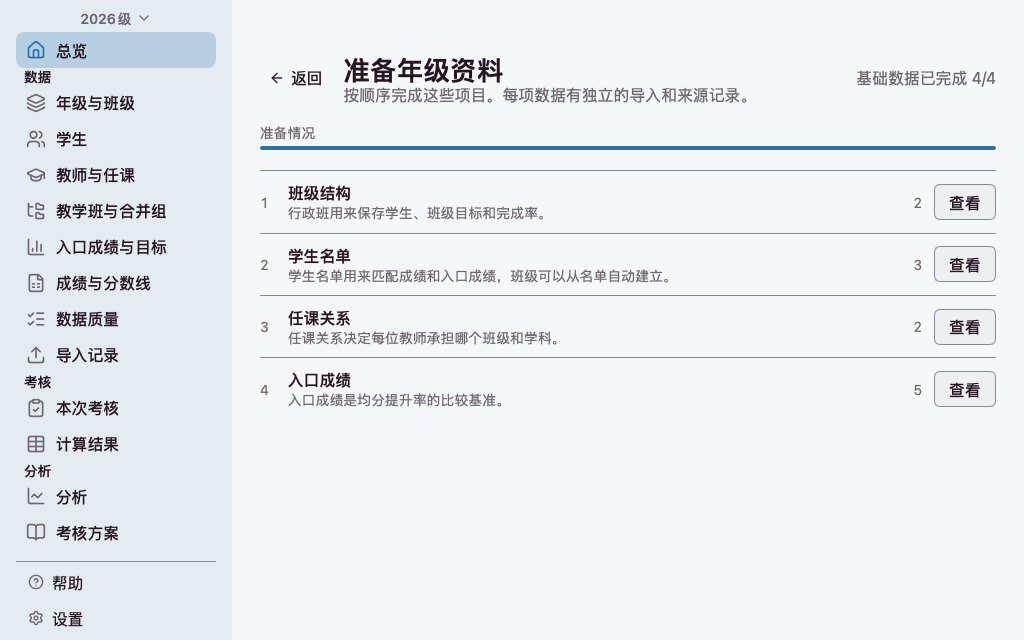 2026级
总览
数据
年级与班级
学生
教师与任课
教学班与合并组
入口成绩与目标
成绩与分数线
数据质量
导入记录
考核
本次考核
计算结果
分析
分析
考核方案
帮助
设置
返回
准备年级资料
按顺序完成这些项目。每项数据有独立的导入和来源记录。
基础数据已完成 4/4
准备情况
1
班级结构
行政班用来保存学生、班级目标和完成率。
2
查看
2
学生名单
学生名单用来匹配成绩和入口成绩，班级可以从名单自动建立。
3
查看
3
任课关系
任课关系决定每位教师承担哪个班级和学科。
2
查看
4
入口成绩
入口成绩是均分提升率的比较基准。
5
查看